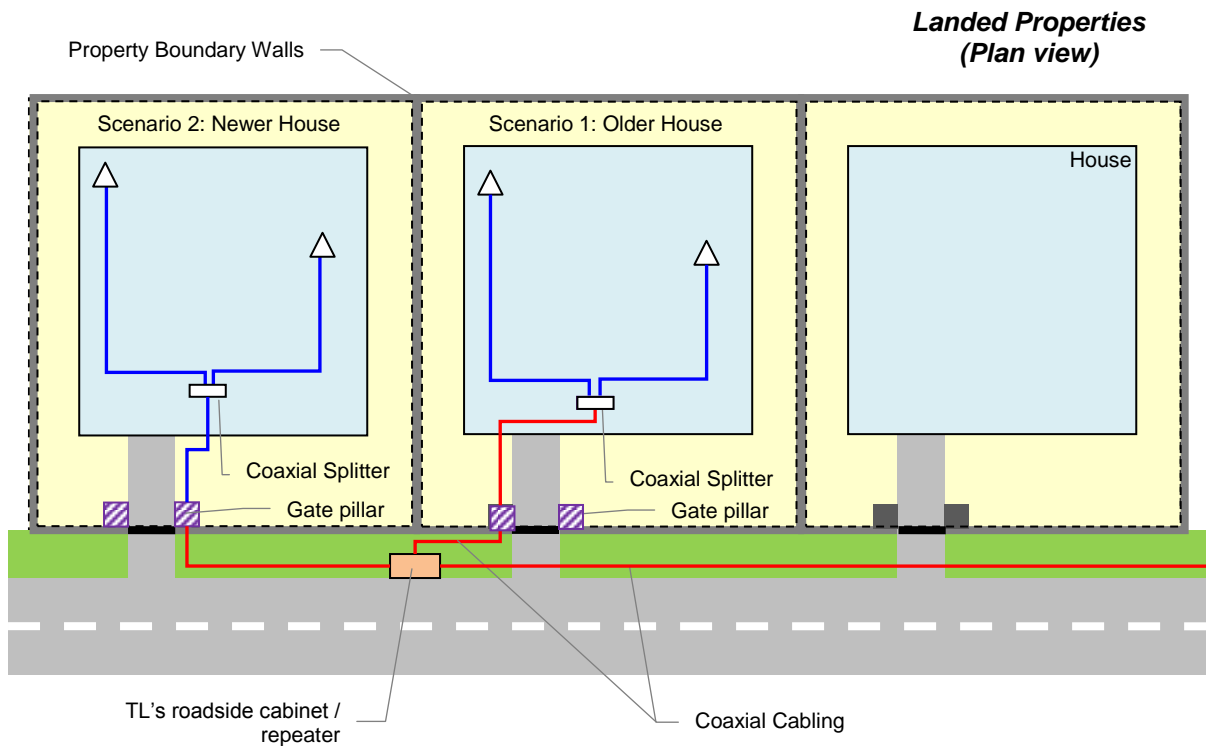 Landed Properties
(Plan view)
Property Boundary Walls
Scenario 2: Newer House
Scenario 1: Older House
House
Coaxial Splitter
Coaxial Splitter
Gate pillar
Gate pillar
TL's roadside cabinet /
repeater
Coaxial Cabling